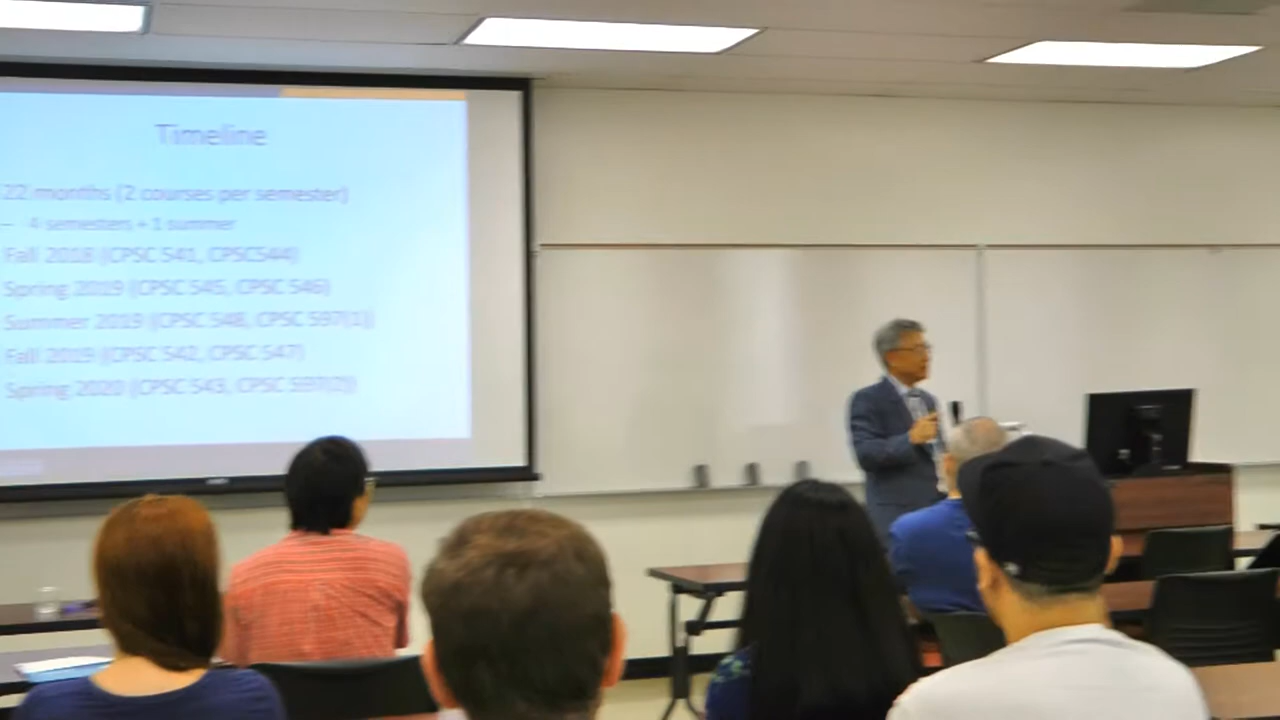 Timeline
22 months (2 courses per semester)
– 4 semesters + 1 summer
Fall 2018 (CPSC 541, CPSC544)
Spring 2019 (CPSC 545, CPSC 546)
Summer 2019 (CPSC 548, CPSC 597(1))
Fall 2019 (CPSC 542, CPSC 547)
Spring 2020 (CPSC 543, CPSC 597(2))